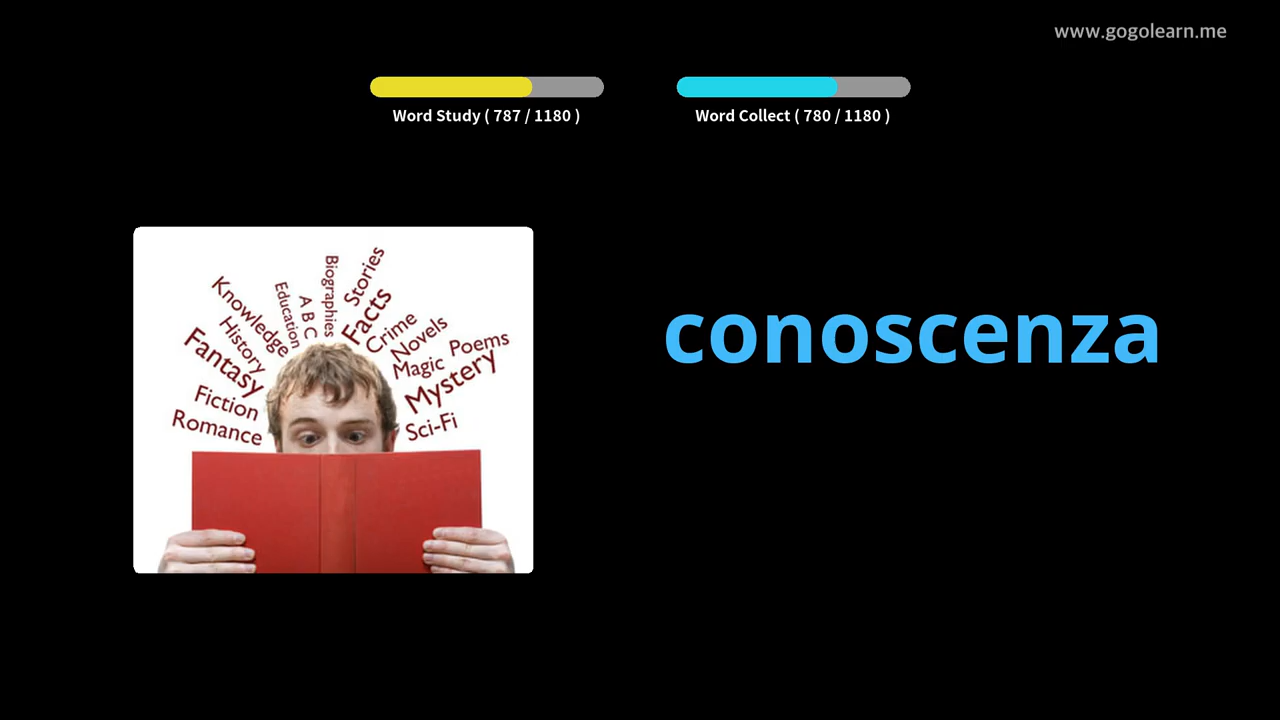 www.gogolearn.me
Word Study ( 787 / 1180 )
Word Collect ( 780 / 1180 )
Knowledge
Education
A B C
Biographies
Stories
Facts
Crime
Novels
Poems
History
Fantasy
Magic
Mystery
Fiction
Romance
Sci-Fi
conoscenza